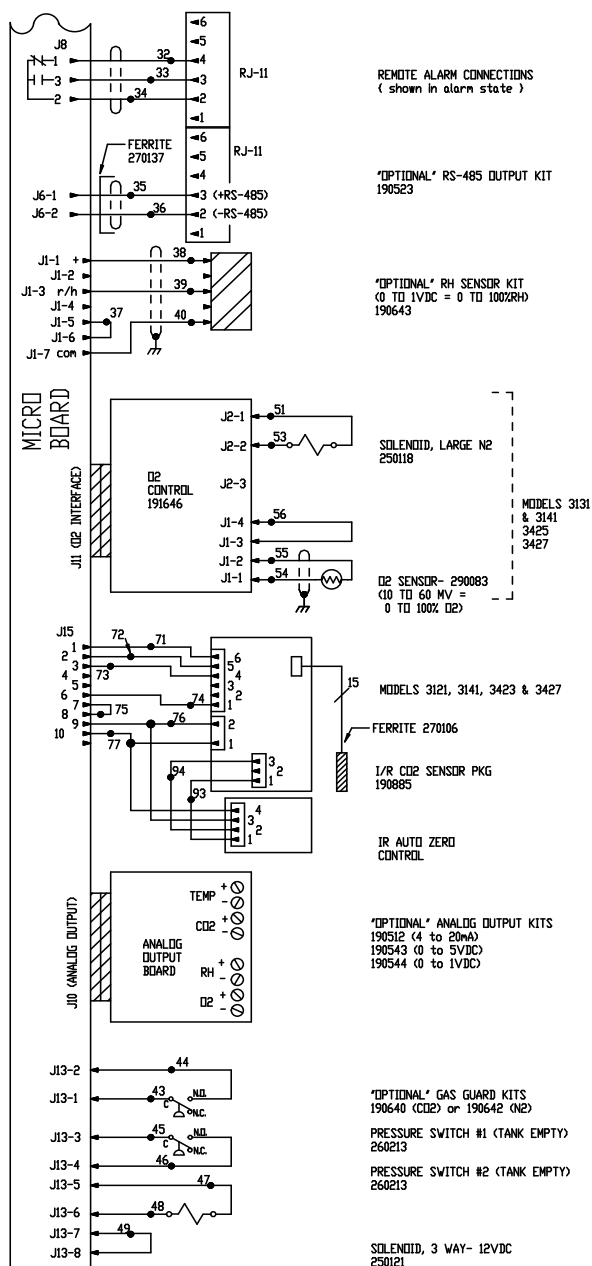 J8
1
3
2
32
33
34
6
5
4
3
2
1
RJ-11
REMOTE ALARM CONNECTIONS
( shown in alarm state )
FERRITE
270137
6
5
4
3 (+RS-485)
2 (-RS-485)
1
RJ-11
J6-1
J6-2
35
36
"OPTIONAL" RS-485 OUTPUT KIT
190523
J1-1 +
J1-2
J1-3 r/h
J1-4
J1-5
J1-6
J1-7 com
37
38
39
40
"OPTIONAL" RH SENSOR KIT
(0 TO 1VDC = 0 TO 100%RH)
190643
MICRO
BOARD
J11 (O2 INTERFACE)
O2
CONTROL
191646
J2-1
J2-2
J2-3
J1-4
J1-3
J1-2
J1-1
51
53
56
55
54
SOLENOID, LARGE N2
250118
MODELS 3131
& 3141
3425
3427
O2 SENSOR- 290083
(10 TO 60 MV =
0 TO 100% O2)
J15
1
2
3
4
5
6
7
8
9
10
71
72
73
74
75
76
77
6
5
4
3
2
1
2
1
3
2
1
94
93
4
3
2
1
15
MODELS 3121, 3141, 3423 & 3427
FERRITE 270106
I/R CO2 SENSOR PKG
190885
IR AUTO ZERO
CONTROL
J10 (ANALOG OUTPUT)
ANALOG
OUTPUT
BOARD
TEMP + -
CO2 + -
RH + -
O2 + -
"OPTIONAL" ANALOG OUTPUT KITS
190512 (4 to 20mA)
190543 (0 to 5VDC)
190544 (0 to 1VDC)
J13-2
J13-1
J13-3
J13-4
J13-5
J13-6
J13-7
J13-8
44
43
C
N.O.
N.C.
45
C
N.O.
N.C.
46
47
48
49
"OPTIONAL" GAS GUARD KITS
190640 (CO2) or 190642 (N2)
PRESSURE SWITCH #1 (TANK EMPTY)
260213
PRESSURE SWITCH #2 (TANK EMPTY)
260213
SOLENOID, 3 WAY- 12VDC
250121